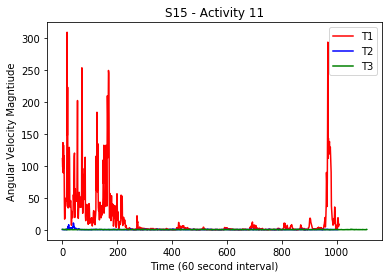 S15 - Activity 11
T1
T2
T3
Angular Velocity Magntiude
300
250
200
150
100
50
0
0 200 400 600 800 1000
Time (60 second interval)